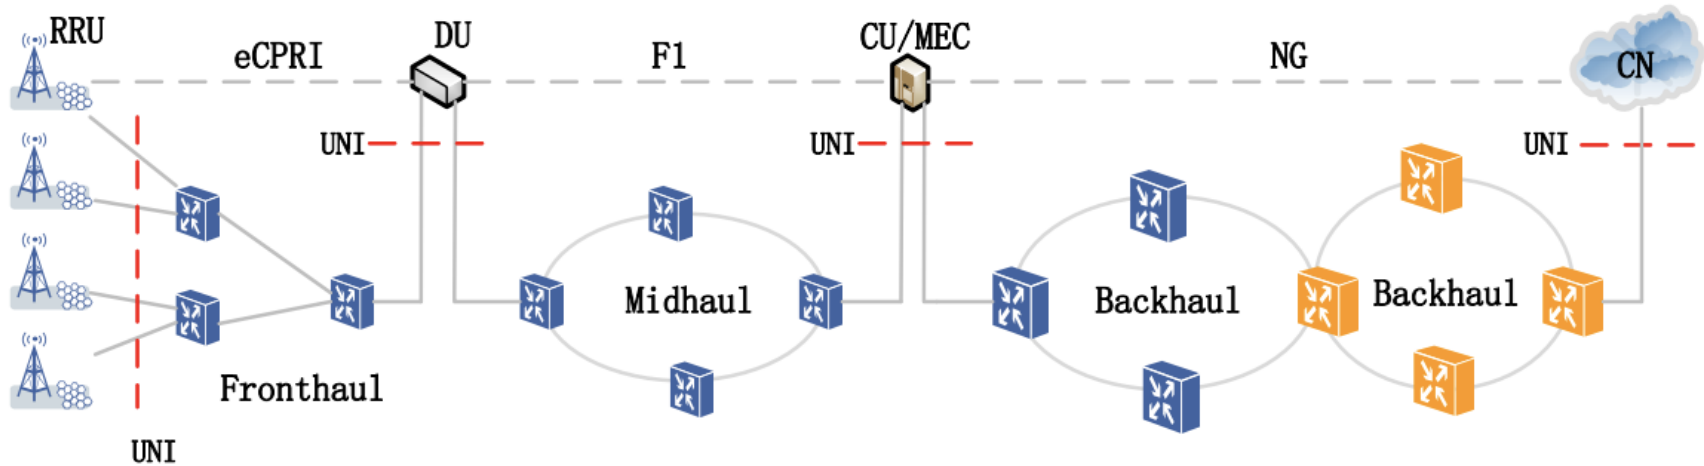 RRU
eCPRI
DU
F1
CU/MEC
NG
CN
UNI
UNI
UNI
Midhaul
Backhaul
Backhaul
Fronthaul
UNI